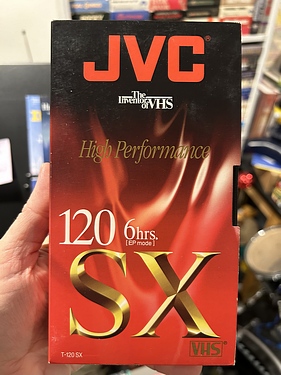 JVC
The
Inventor
of VHS
High Performance
120 6hrs.
[EP mode]
SX
VHS
T-120 SX